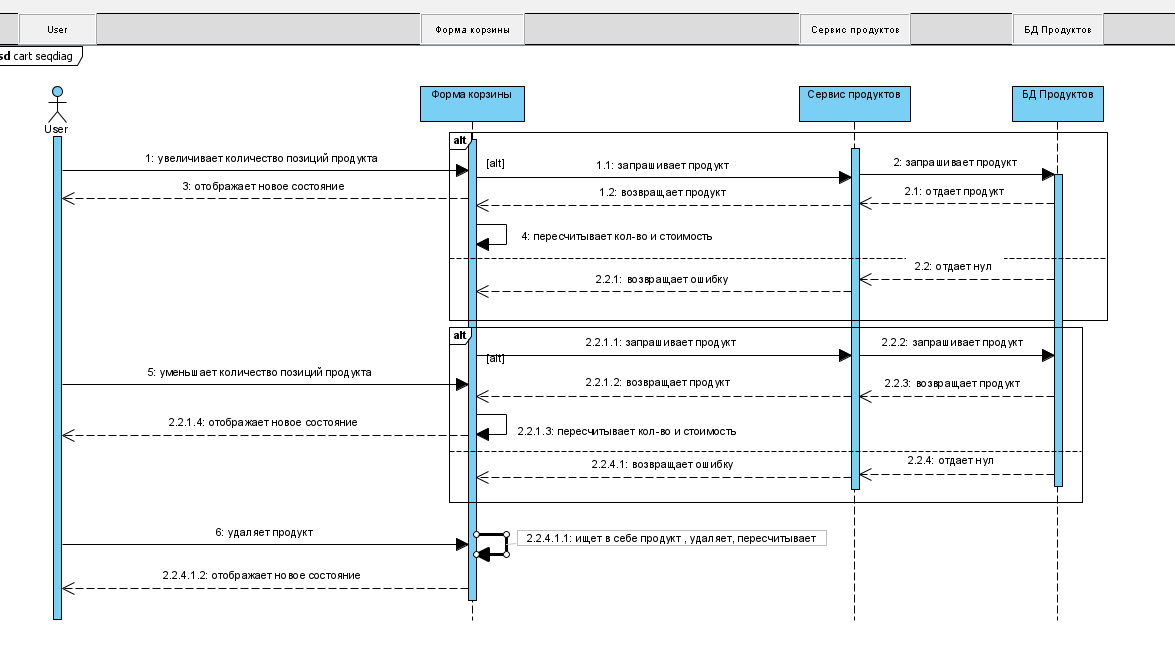 User
Форма корзины
Сервис продуктов
БД Продуктов
sd cart seqdiag
Форма корзины
Сервис продуктов
БД Продуктов
User
alt
[alt]
1: увеличивает количество позиций продукта
1.1: запрашивает продукт
2: запрашивает продукт
3: отображает новое состояние
1.2: возвращает продукт
2.1: отдает продукт
4: пересчитывает кол-во и стоимость
2.2: отдает нул
2.2.1: возвращает ошибку
alt
[alt]
2.2.1.1: запрашивает продукт
2.2.2: запрашивает продукт
5: уменьшает количество позиций продукта
2.2.1.2: возвращает продукт
2.2.3: возвращает продукт
2.2.1.4: отображает новое состояние
2.2.1.3: пересчитывает кол-во и стоимость
2.2.4.1: возвращает ошибку
2.2.4: отдает нул
6: удаляет продукт
2.2.4.1.1: ищет в себе продукт , удаляет, пересчитывает
2.2.4.1.2: отображает новое состояние